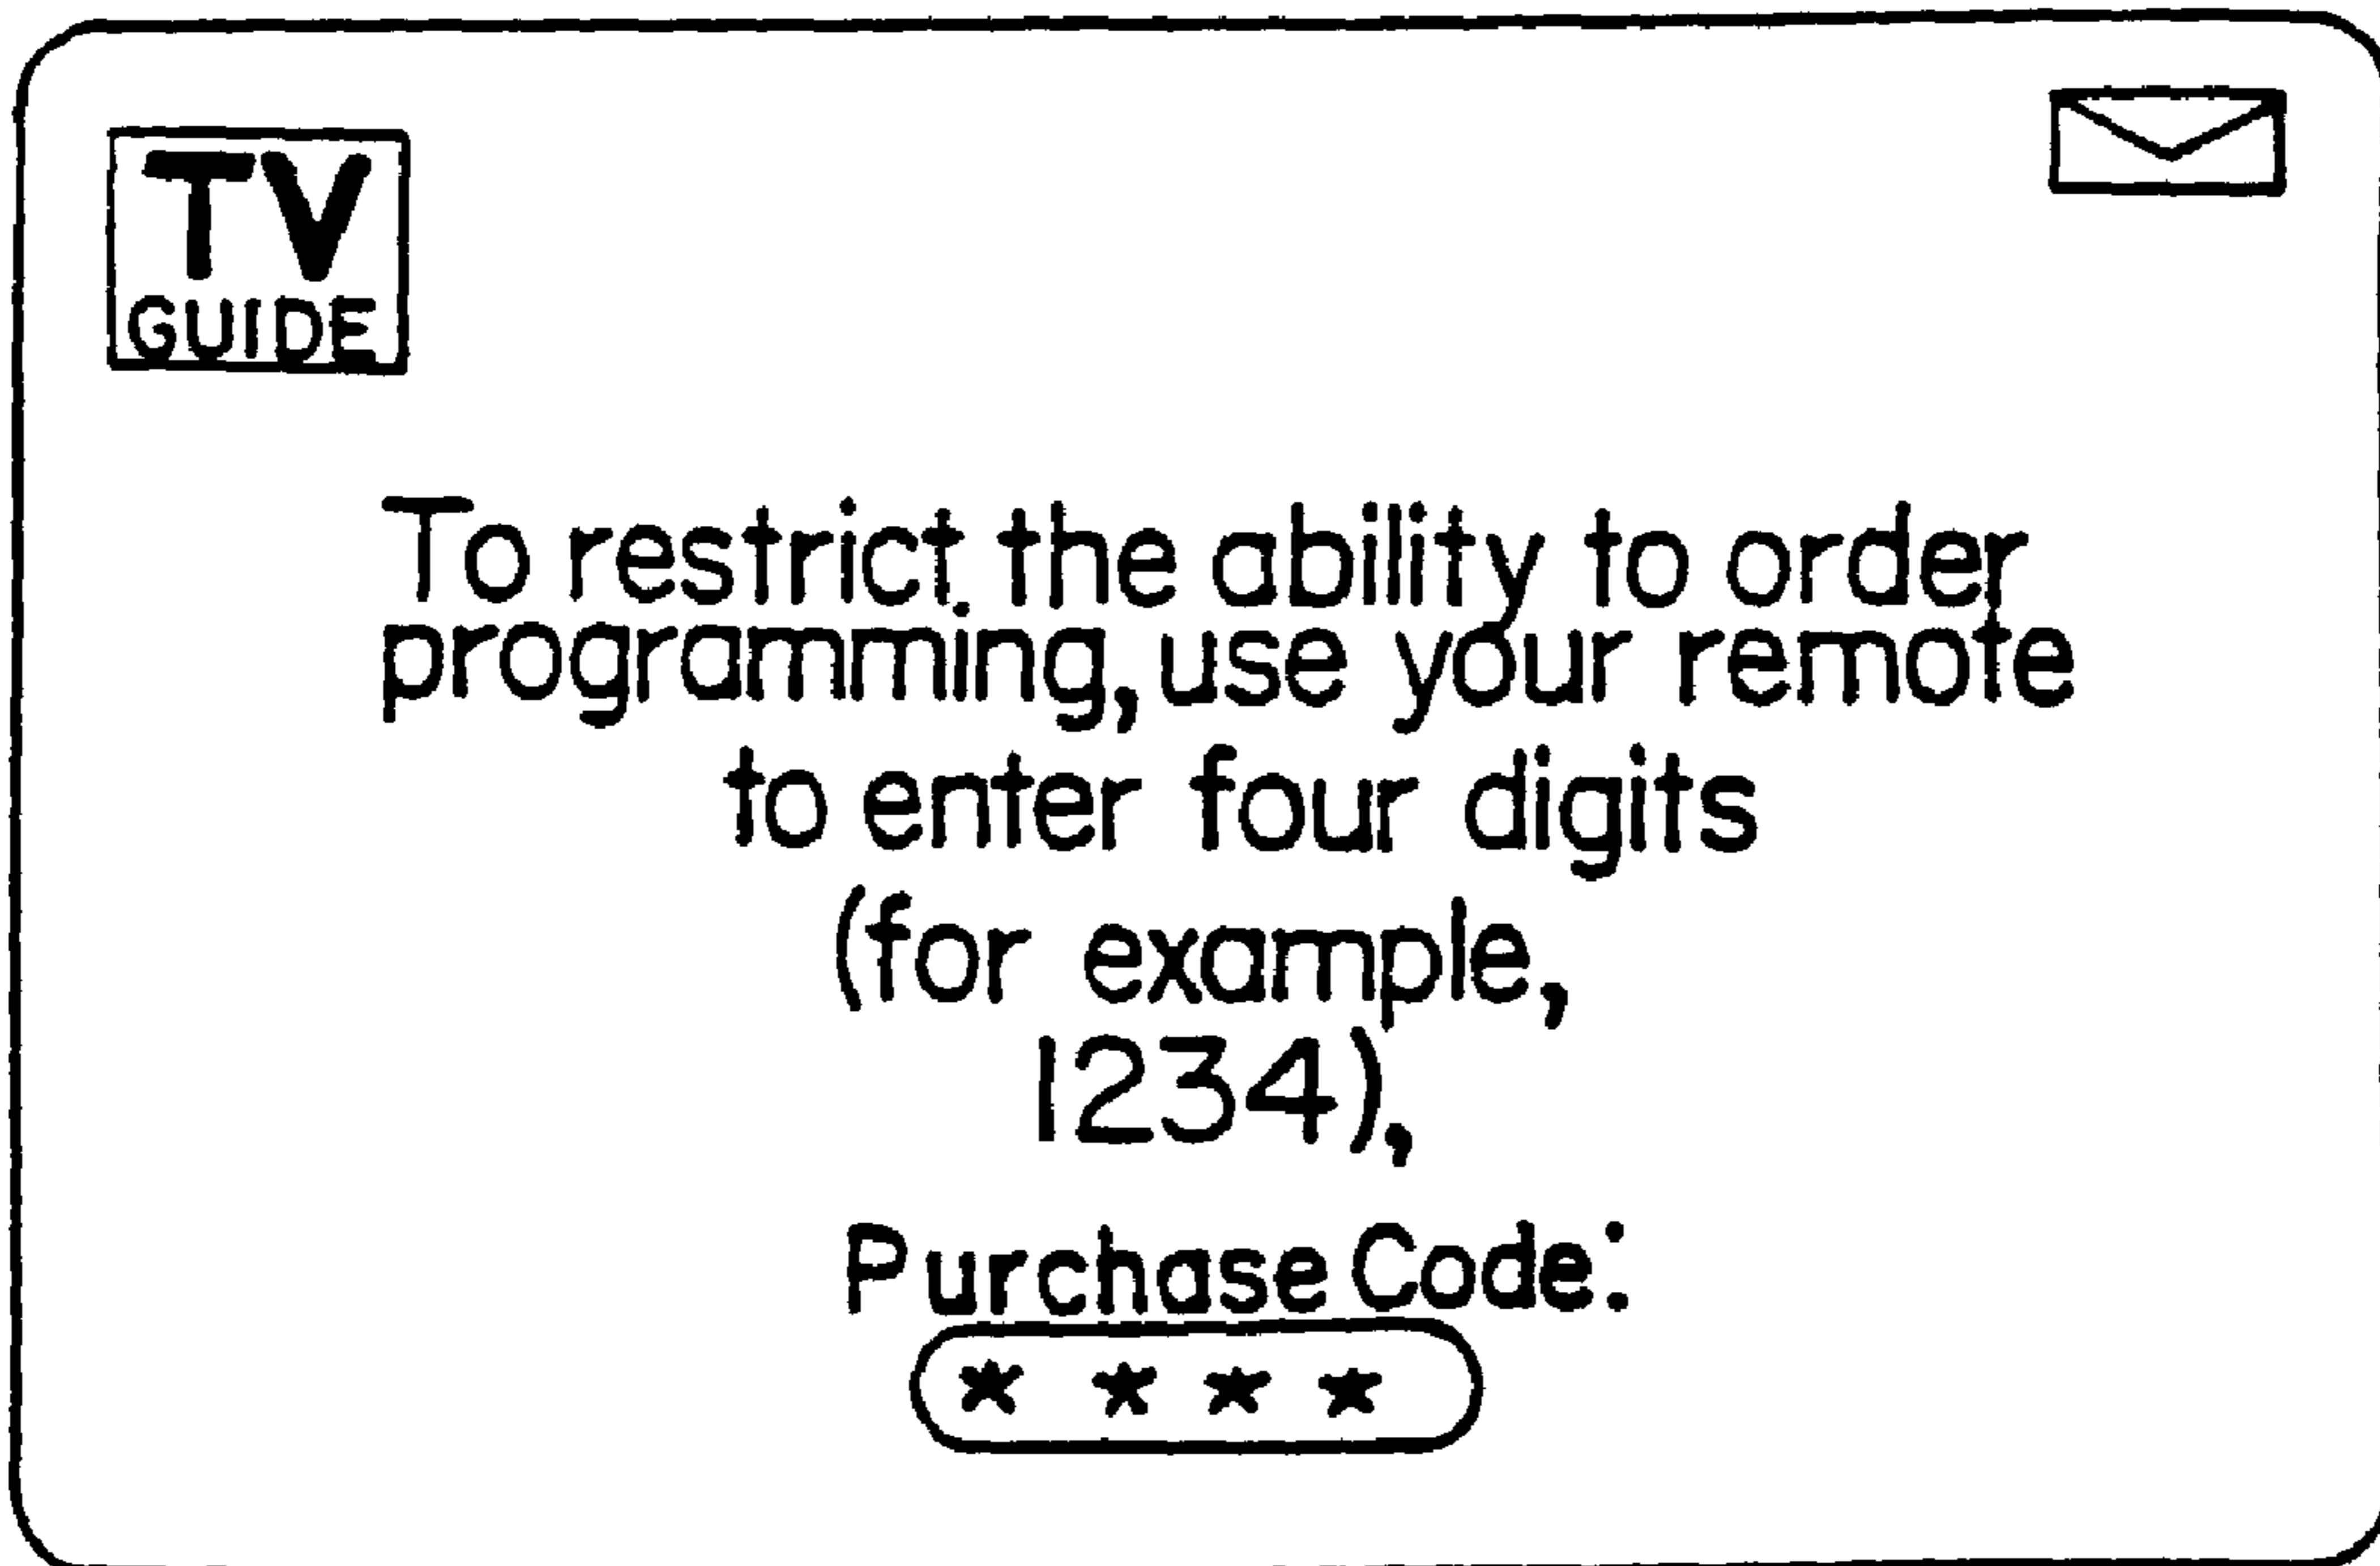 TV
GUIDE
To restrict the ability to order
programming, use your remote
to enter four digits
(for example,
1234),
Purchase Code:
* * * *